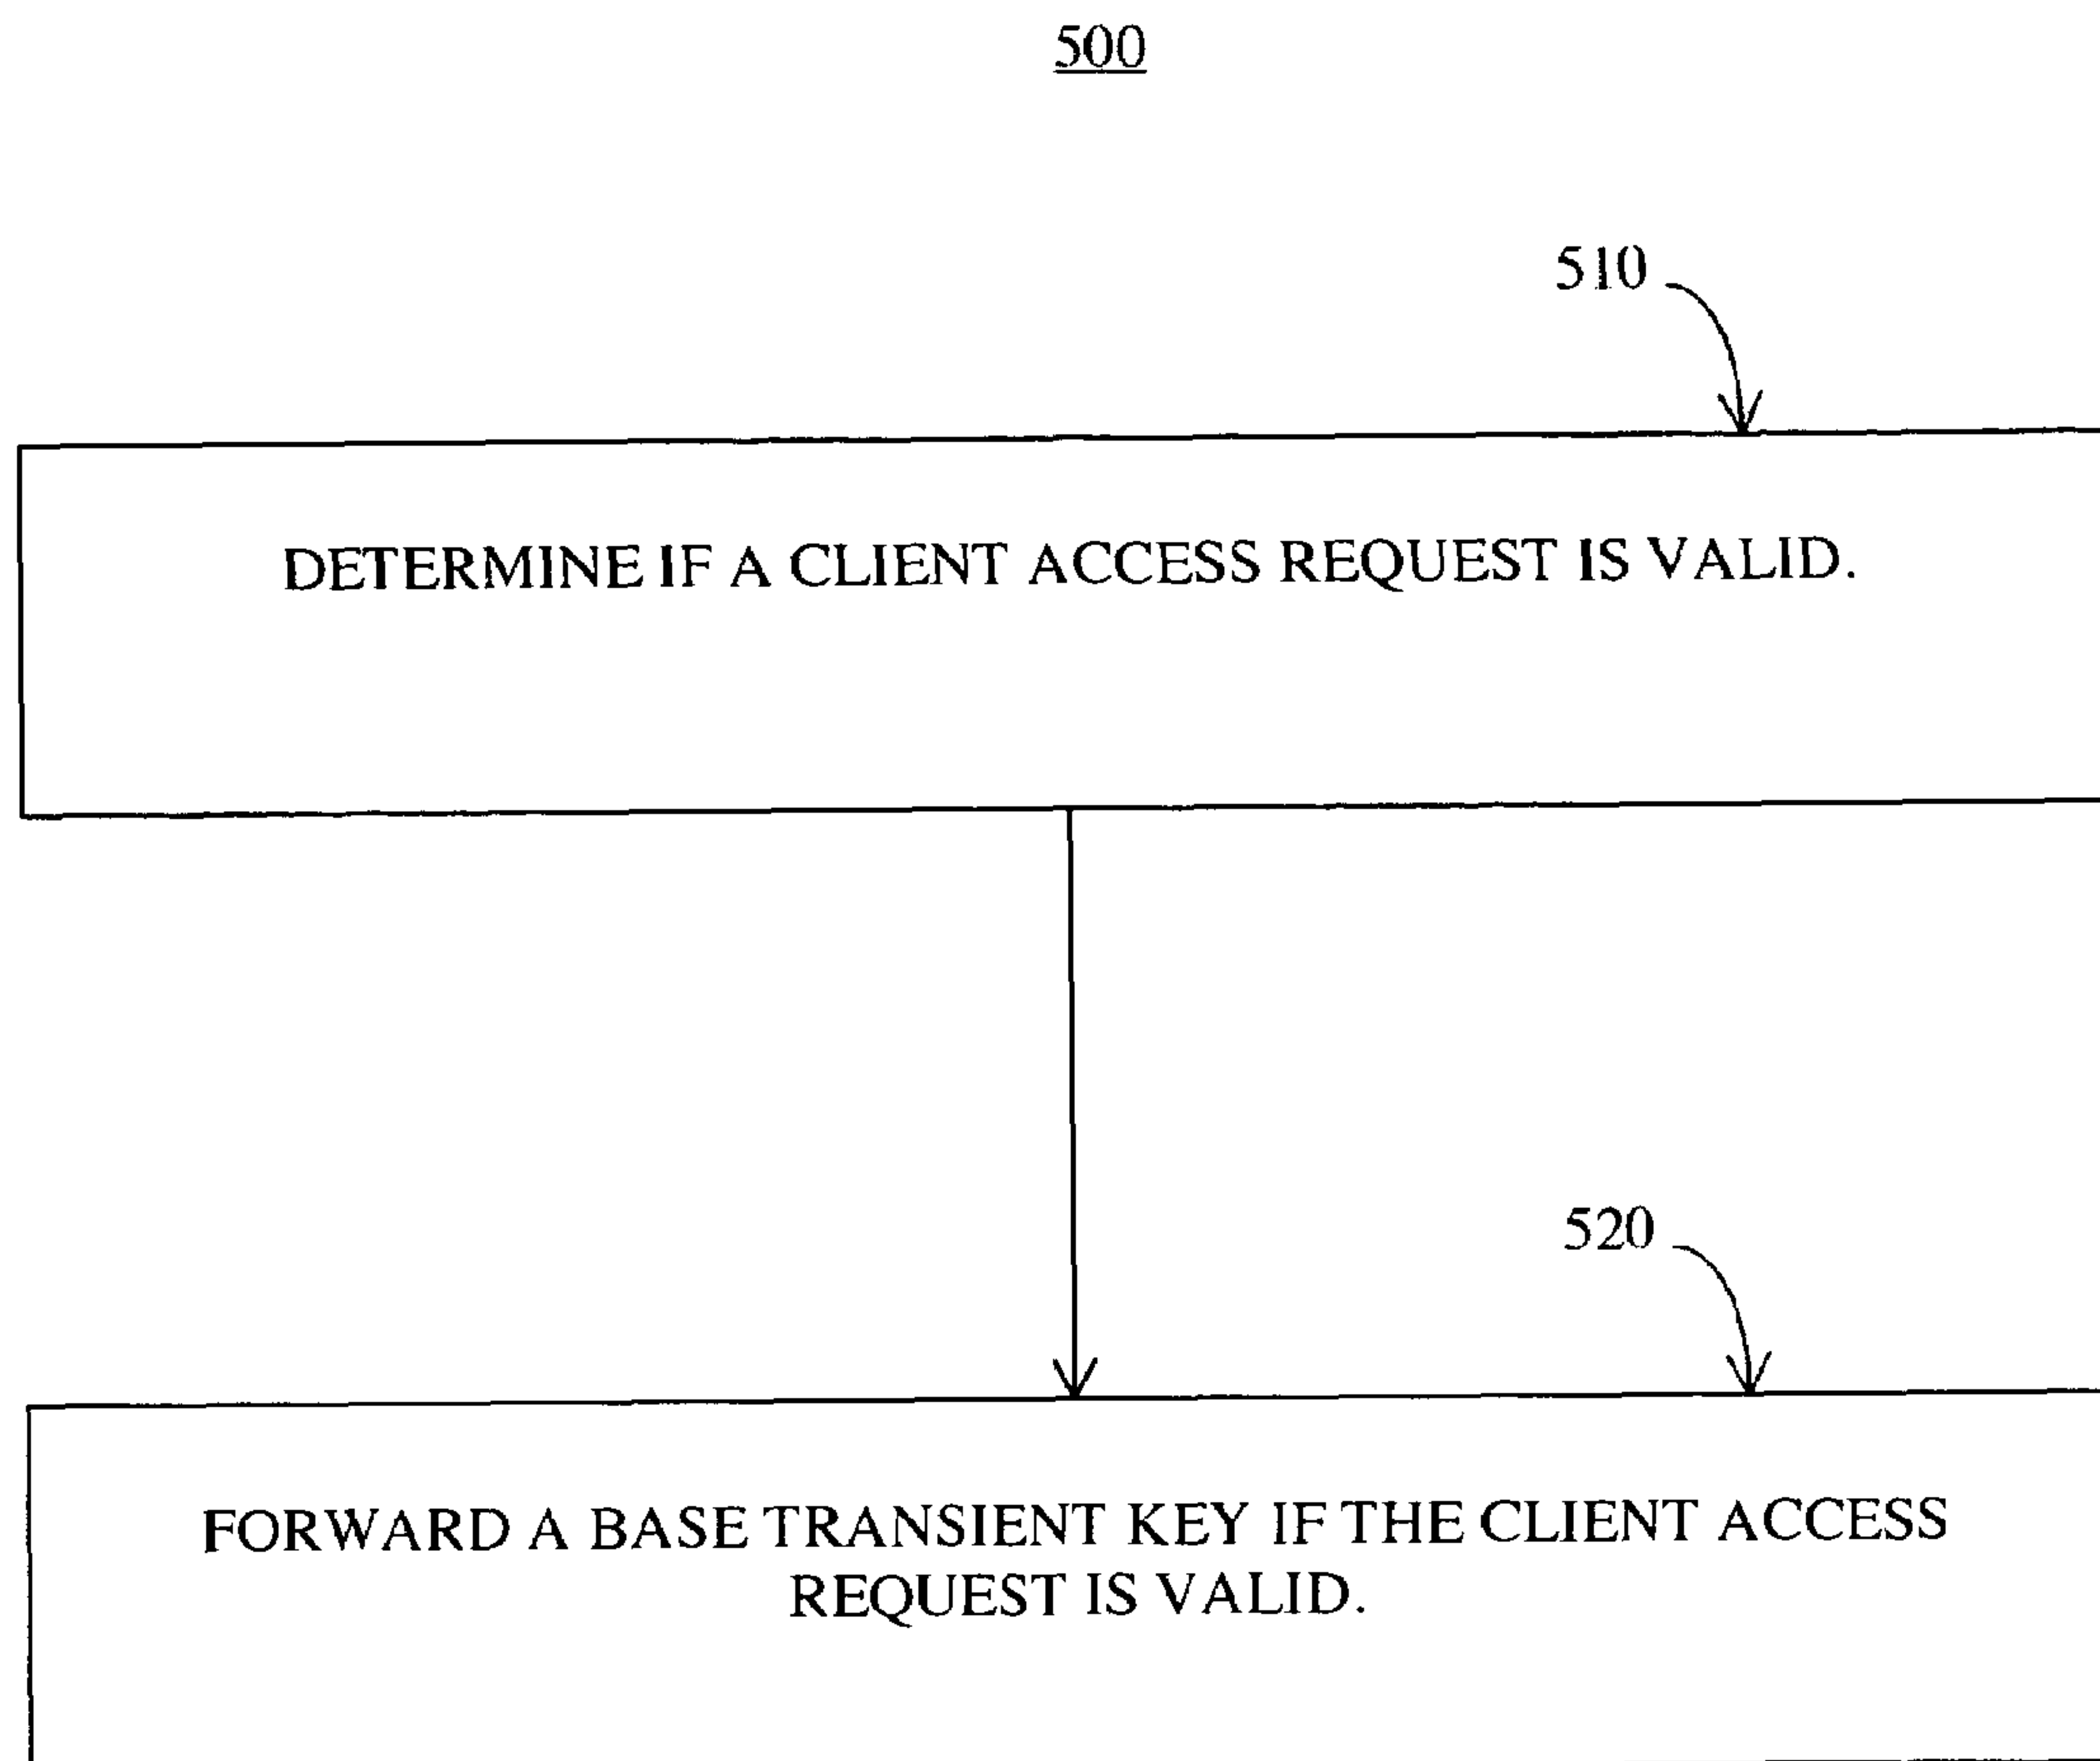 500
510
DETERMINE IF A CLIENT ACCESS REQUEST IS VALID.
520
FORWARD A BASE TRANSIENT KEY IF THE CLIENT ACCESS
REQUEST IS VALID.